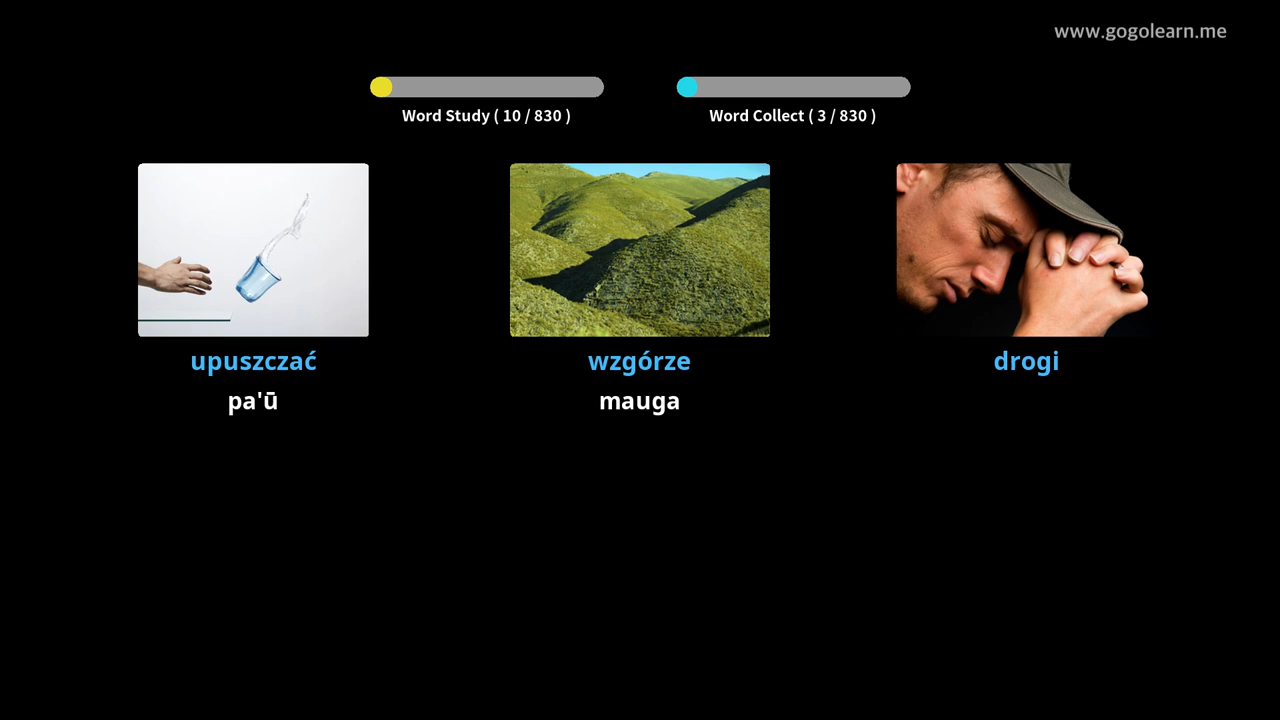 www.gogolearn.me
Word Study ( 10 / 830 )
Word Collect ( 3 / 830 )
upuszczać
wzgórze
drogi
pa'ū
mauga